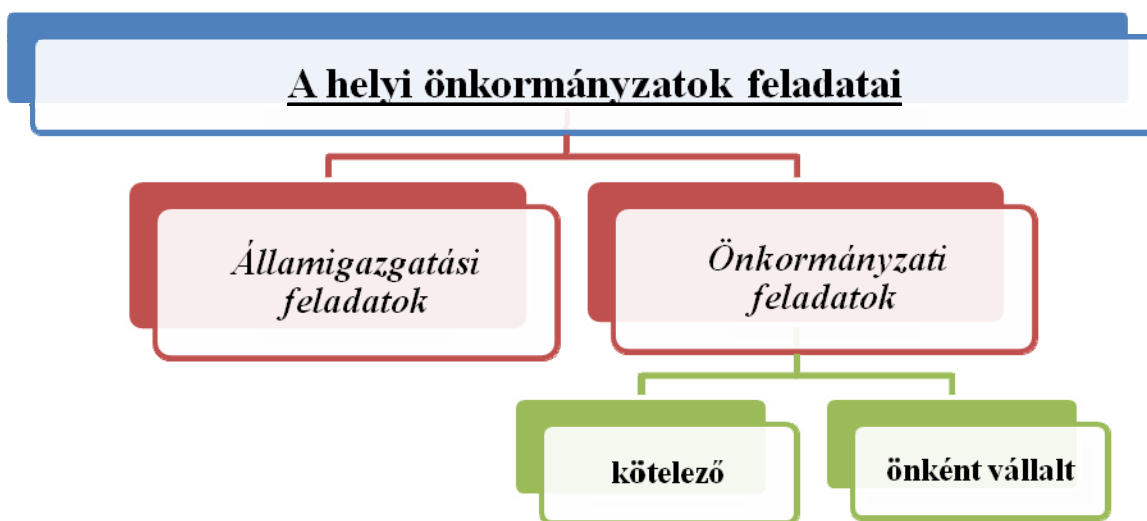 A helyi önkormányzatok feladatai
Államigazgatási
feladatok
Önkormányzati
feladatok
kötelező
önként vállalt